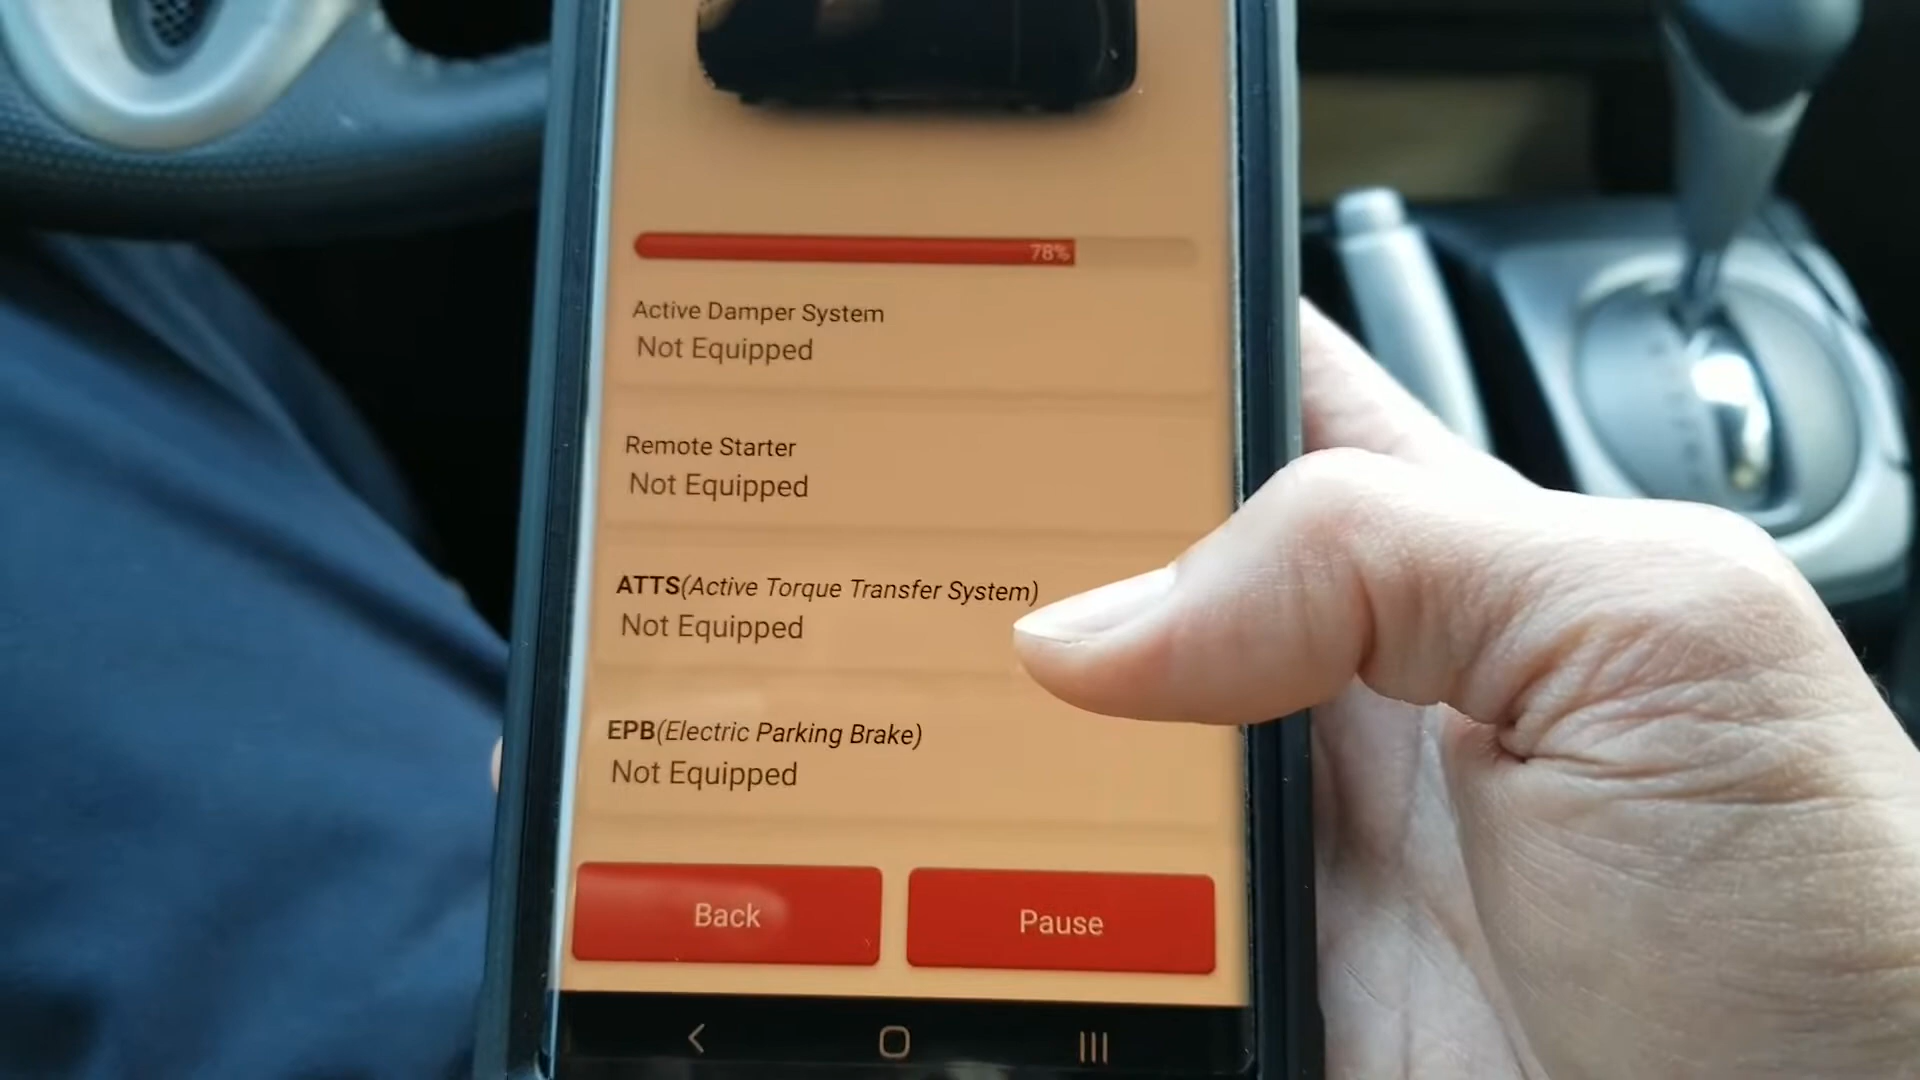 78%
Active Damper System
Not Equipped
Remote Starter
Not Equipped
ATTS(Active Torque Transfer System)
Not Equipped
EPB(Electric Parking Brake)
Not Equipped
Back
Pause